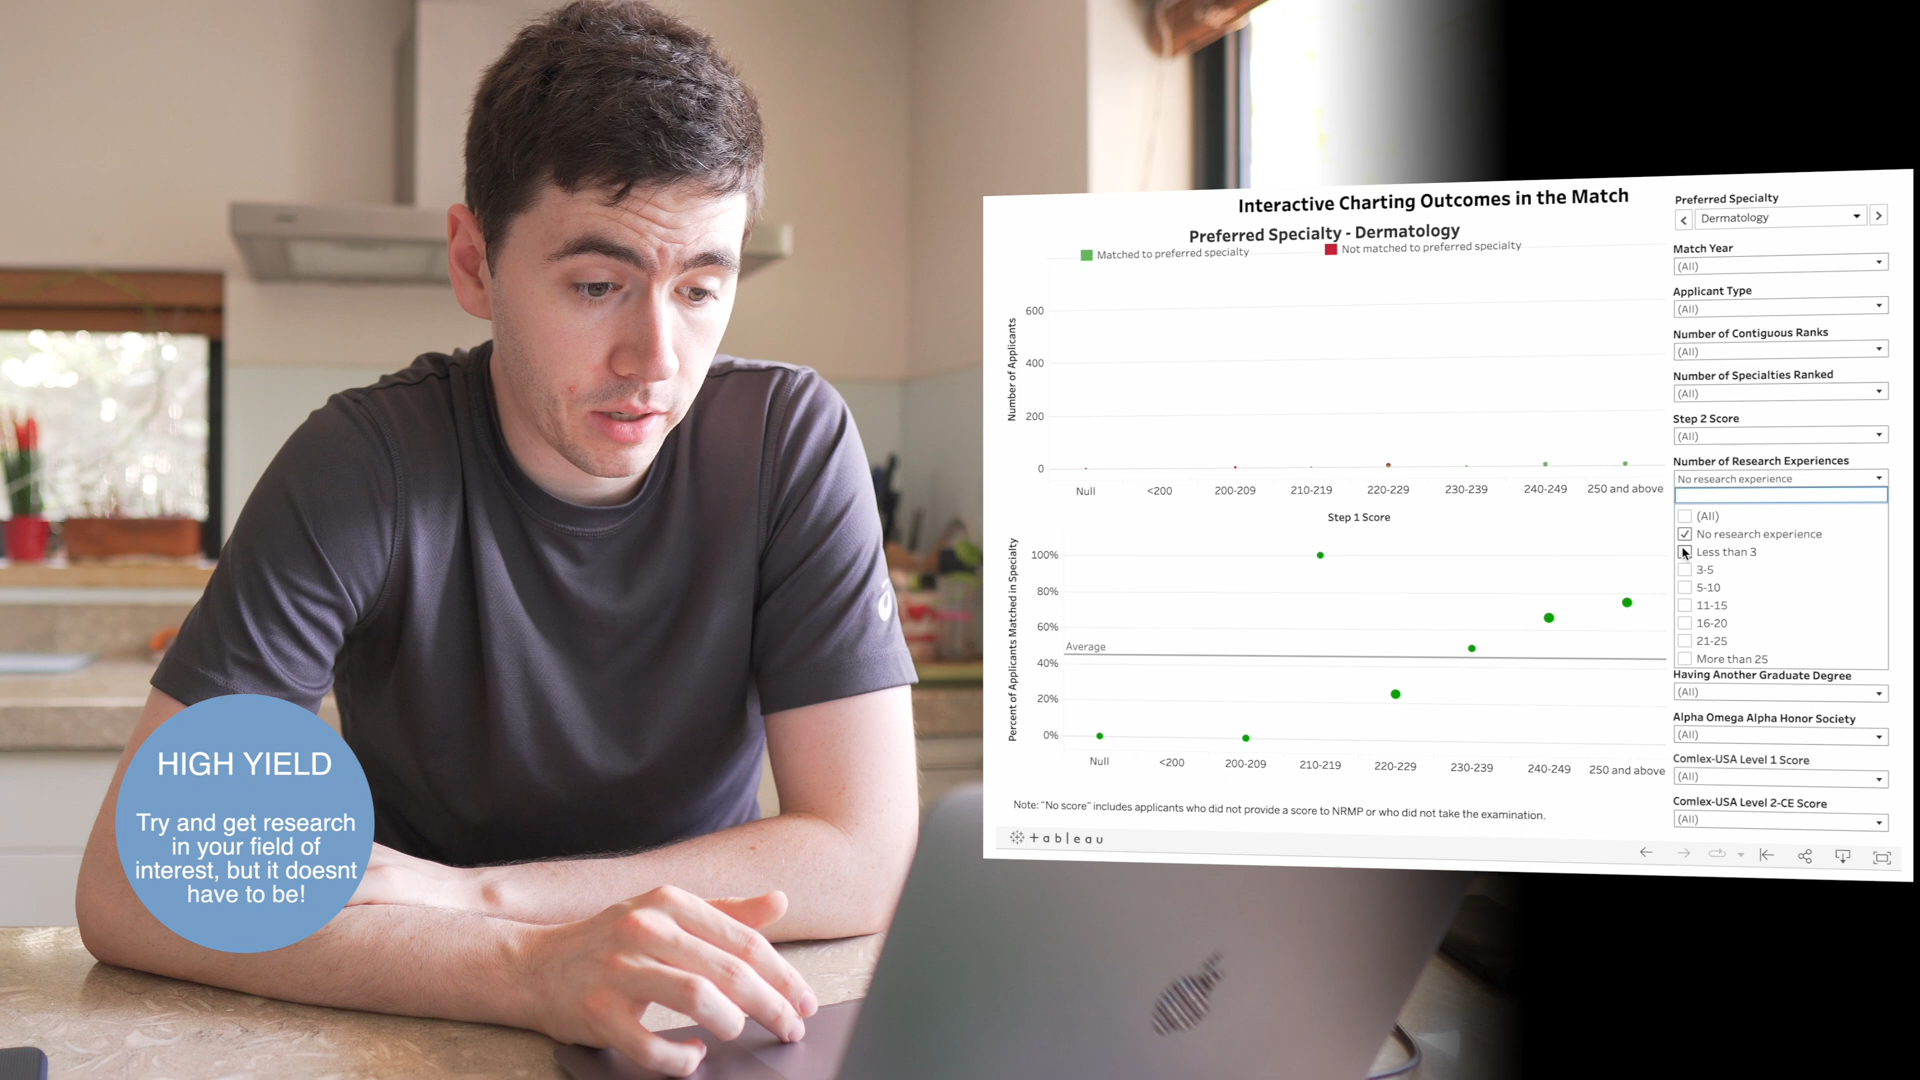 Interactive Charting Outcomes in the Match
Preferred Specialty - Dermatology
Matched to preferred specialty
Not matched to preferred specialty
Number of Applicants
600
400
200
0
Null
<200
200-209
210-219
220-229
230-239
240-249
250 and above
Step 1 Score
Percent of Applicants Matched in Specialty
100%
80%
60%
Average
40%
20%
0%
Null
<200
200-209
210-219
220-229
230-239
240-249
250 and above
Note: "No score" includes applicants who did not provide a score to NRMP or who did not take the examination.
+ableau
Preferred Specialty
Dermatology
Match Year
(All)
Applicant Type
(All)
Number of Contiguous Ranks
(All)
Number of Specialties Ranked
(All)
Step 2 Score
(All)
Number of Research Experiences
No research experience
(All)
No research experience
Less than 3
3-5
5-10
11-15
16-20
21-25
More than 25
Having Another Graduate Degree
(All)
Alpha Omega Alpha Honor Society
(All)
Comlex-USA Level 1 Score
(All)
Comlex-USA Level 2-CE Score
(All)
HIGH YIELD
Try and get research
in your field of
interest, but it doesnt
have to be!